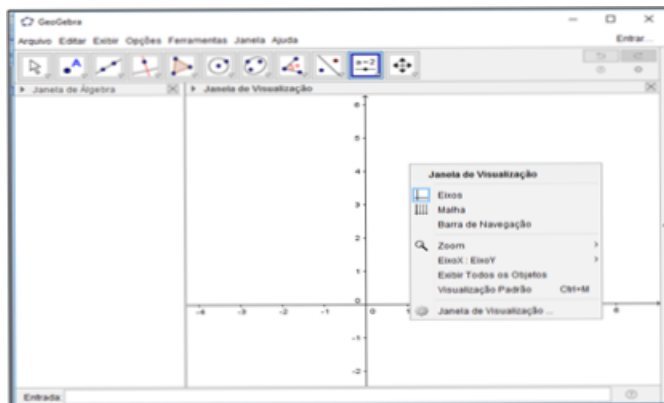 GeoGebra
Arquivo Editar Exibir Opções Ferramentas Janela Ajuda
Entrar...
a=2
Janela de Álgebra
Janela de Visualização
6
5
4
3
2
1
0
-4 -3 -2 -1 0 1 6
-1
-2
Janela de Visualização
Eixos
Malha
Barra de Navegação
Zoom
EixoX : EixoY
Exibir Todos os Objetos
Visualização Padrão Ctrl+M
Janela de Visualização ...
Entrada: